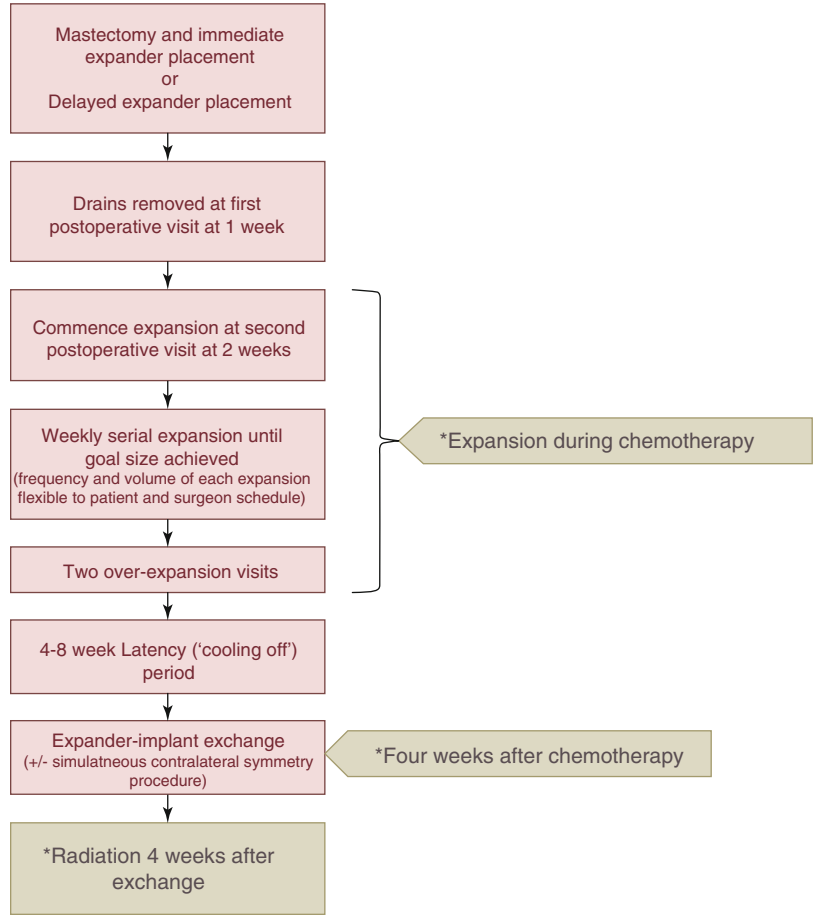 Mastectomy and immediate
expander placement
or
Delayed expander placement
Drains removed at first
postoperative visit at 1 week
Commence expansion at second
postoperative visit at 2 weeks
Weekly serial expansion until
goal size achieved
(frequency and volume of each expansion
flexible to patient and surgeon schedule)
*Expansion during chemotherapy
Two over-expansion visits
4-8 week Latency (‘cooling off’)
period
Expander-implant exchange
(+/- simulatneous contralateral symmetry
procedure)
*Four weeks after chemotherapy
*Radiation 4 weeks after
exchange